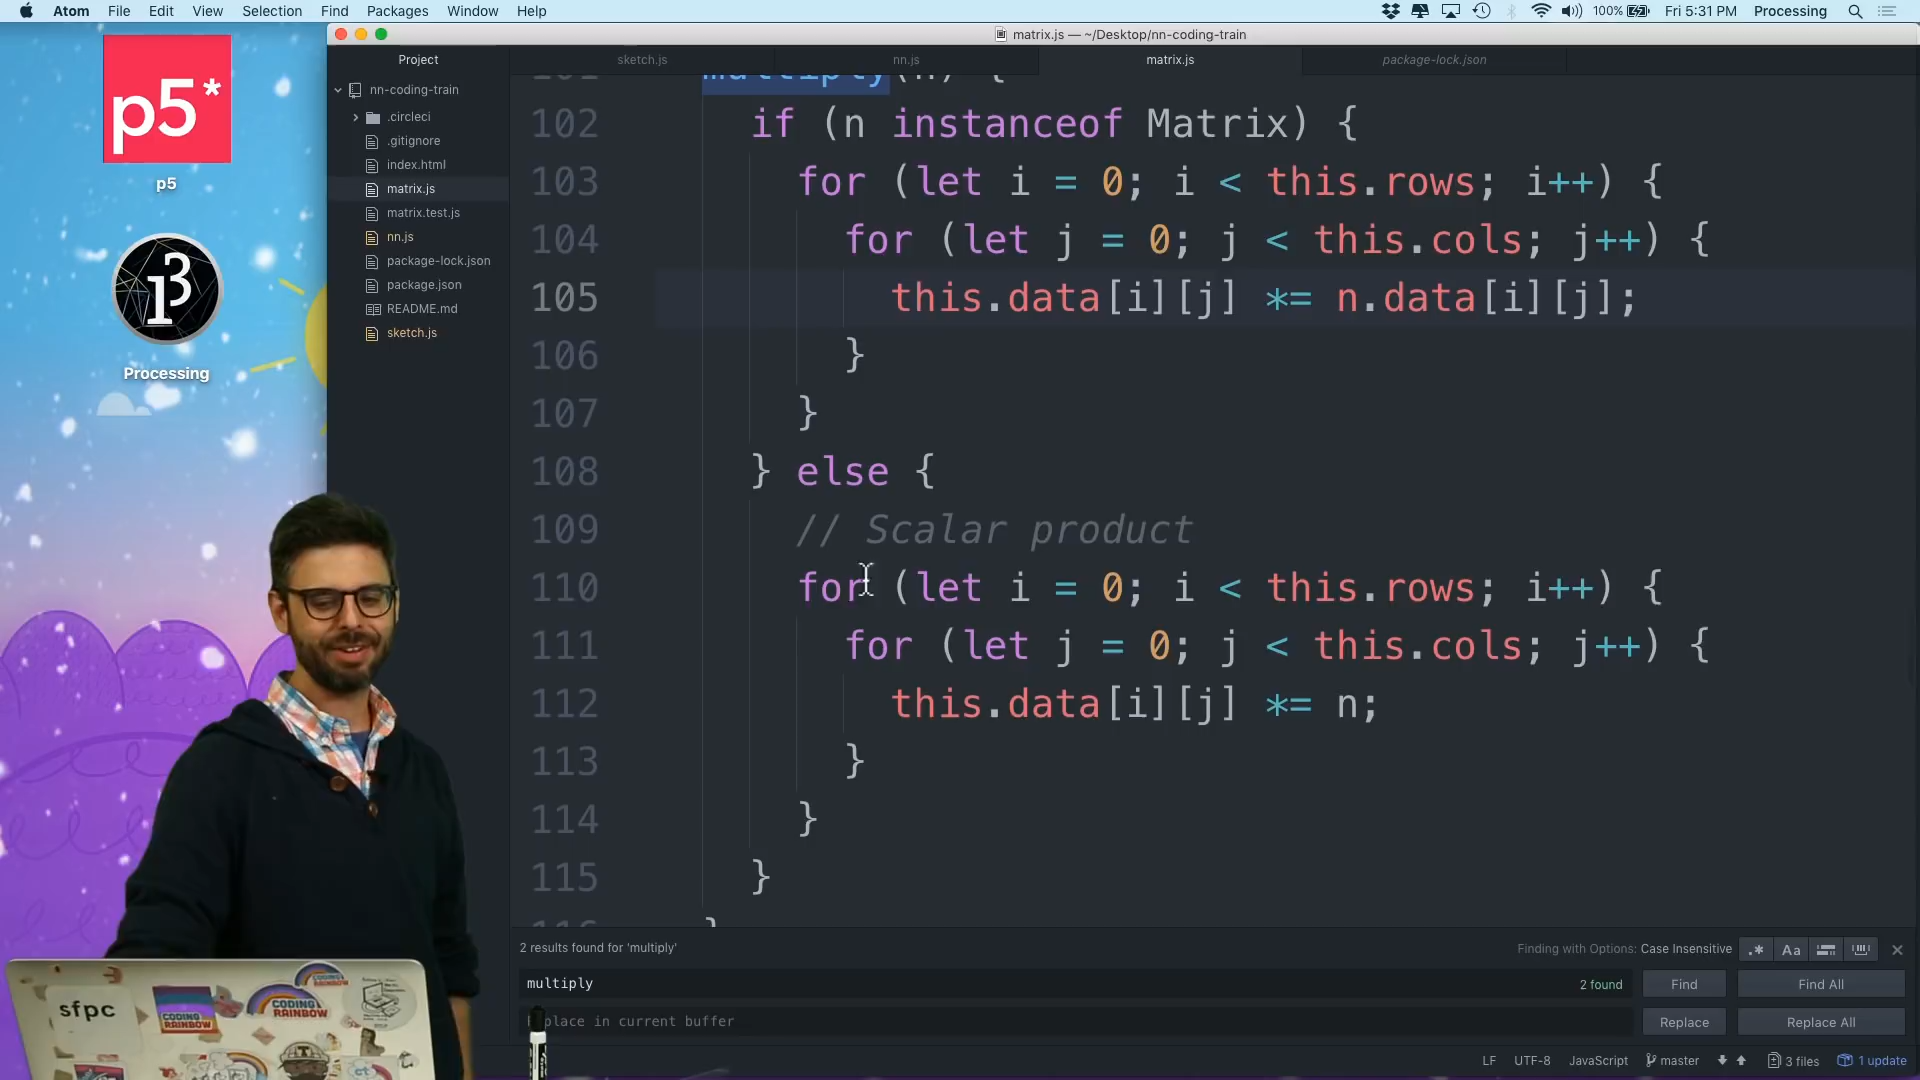 Atom File Edit View Selection Find Packages Window Help
100% Fri 5:31 PM Processing
p5*
p5
Processing
matrix.js — ~/Desktop/nn-coding-train
Project
sketch.js
nn.js
matrix.js
package-lock.json
nn-coding-train
.circleci
.gitignore
index.html
matrix.js
matrix.test.js
nn.js
package-lock.json
package.json
README.md
sketch.js
101 multiply(n) {
102 if (n instanceof Matrix) {
103 for (let i = 0; i < this.rows; i++) {
104 for (let j = 0; j < this.cols; j++) {
105 this.data[i][j] *= n.data[i][j];
106 }
107 }
108 } else {
109 // Scalar product
110 for (let i = 0; i < this.rows; i++) {
111 for (let j = 0; j < this.cols; j++) {
112 this.data[i][j] *= n;
113 }
114 }
115 }
116 }
2 results found for 'multiply'
Finding with Options: Case Insensitive
.* Aa
multiply
2 found
Find
Find All
place in current buffer
Replace
Replace All
LF UTF-8 JavaScript master 3 files 1 update
sfpc
CODING
RAINBOW
CODING
RAINBOW
CODING
RAINBOW